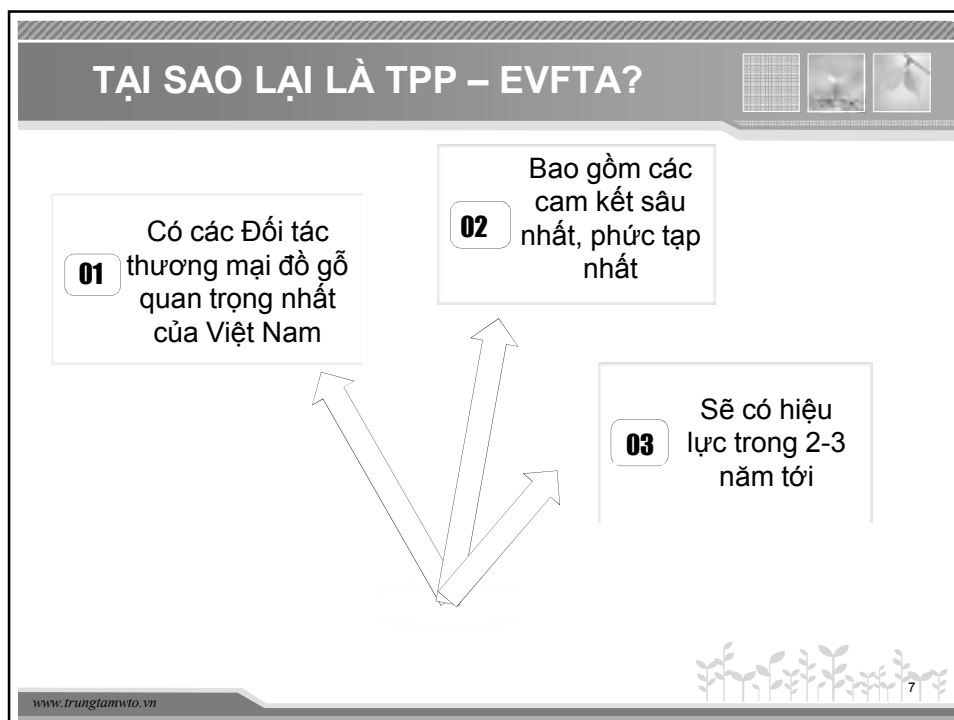 TẠI SAO LẠI LÀ TPP – EVFTA?
01
Có các Đối tác
thương mại đồ gỗ
quan trọng nhất
của Việt Nam
02
Bao gồm các
cam kết sâu
nhất, phức tạp
nhất
03
Sẽ có hiệu
lực trong 2-3
năm tới
www.trungtamwto.vn
7